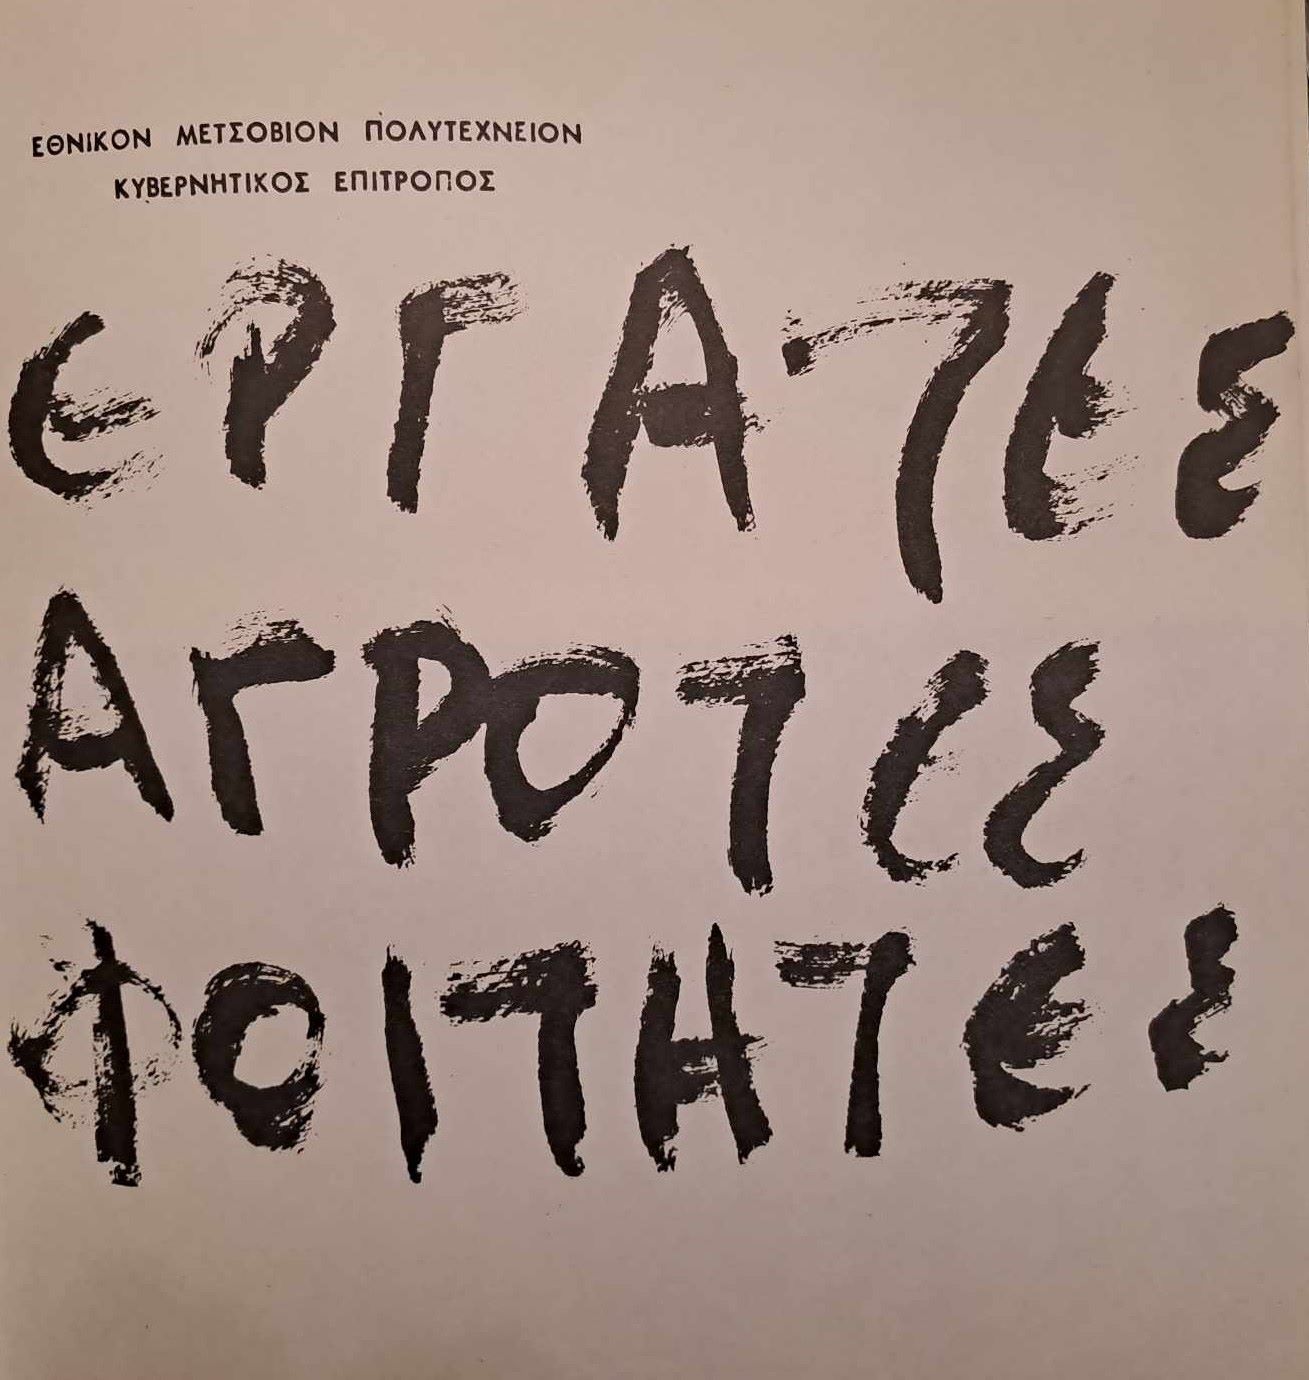 ΕΘΝΙΚΟΝ ΜΕΤΣΟΒΙΟΝ ΠΟΛΥΤΕΧΝΕΙΟΝ
ΚΥΒΕΡΝΗΤΙΚΟΣ ΕΠΙΤΡΟΠΟΣ
ΕΡΓΑΤΕΣ
ΑΓΡΟΤΕΣ
ΦΟΙΤΗΤΕΣ